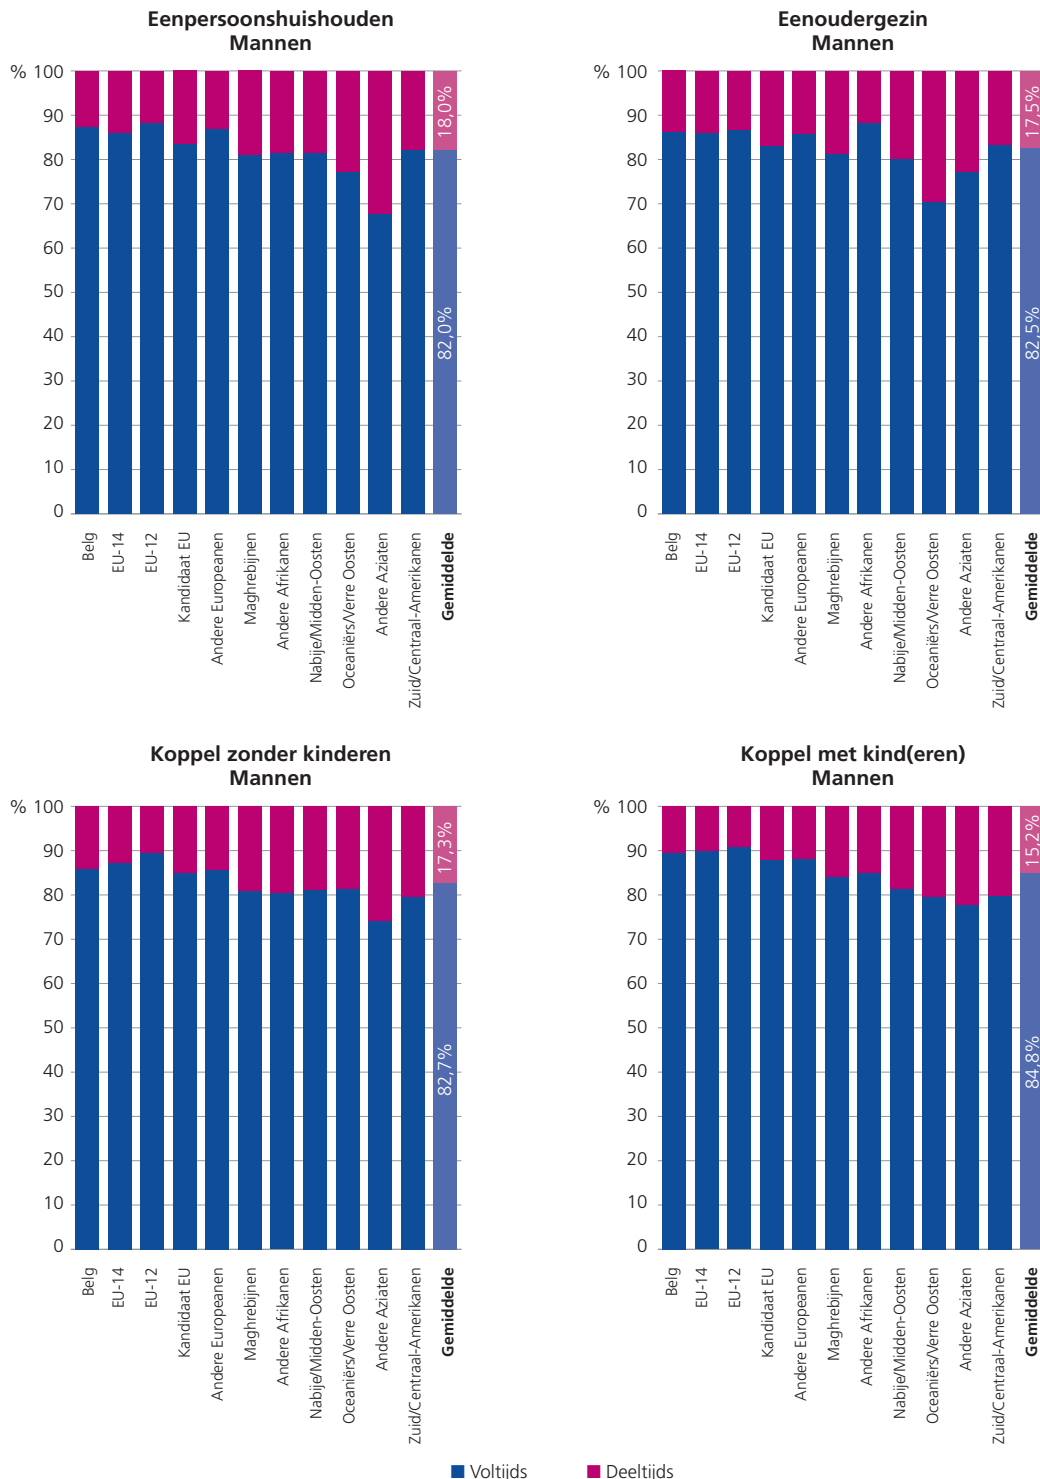 Eenpersoonshuishouden
Mannen
% 100
90
80
70
60
50
40
30
20
10
0
18,0%
82,0%
Belg
EU-14
EU-12
Kandidaat EU
Andere Europeanen
Maghrebijnen
Andere Afrikanen
Nabije/Midden-Oosten
Oceaniërs/Verre Oosten
Andere Aziaten
Zuid/Centraal-Amerikanen
Gemiddelde
Eenoudergezin
Mannen
% 100
90
80
70
60
50
40
30
20
10
0
17,5%
82,5%
Belg
EU-14
EU-12
Kandidaat EU
Andere Europeanen
Maghrebijnen
Andere Afrikanen
Nabije/Midden-Oosten
Oceaniërs/Verre Oosten
Andere Aziaten
Zuid/Centraal-Amerikanen
Gemiddelde
Koppel zonder kinderen
Mannen
% 100
90
80
70
60
50
40
30
20
10
0
17,3%
82,7%
Belg
EU-14
EU-12
Kandidaat EU
Andere Europeanen
Maghrebijnen
Andere Afrikanen
Nabije/Midden-Oosten
Oceaniërs/Verre Oosten
Andere Aziaten
Zuid/Centraal-Amerikanen
Gemiddelde
Koppel met kind(eren)
Mannen
% 100
90
80
70
60
50
40
30
20
10
0
15,2%
84,8%
Belg
EU-14
EU-12
Kandidaat EU
Andere Europeanen
Maghrebijnen
Andere Afrikanen
Nabije/Midden-Oosten
Oceaniërs/Verre Oosten
Andere Aziaten
Zuid/Centraal-Amerikanen
Gemiddelde
Voltijds
Deeltijds